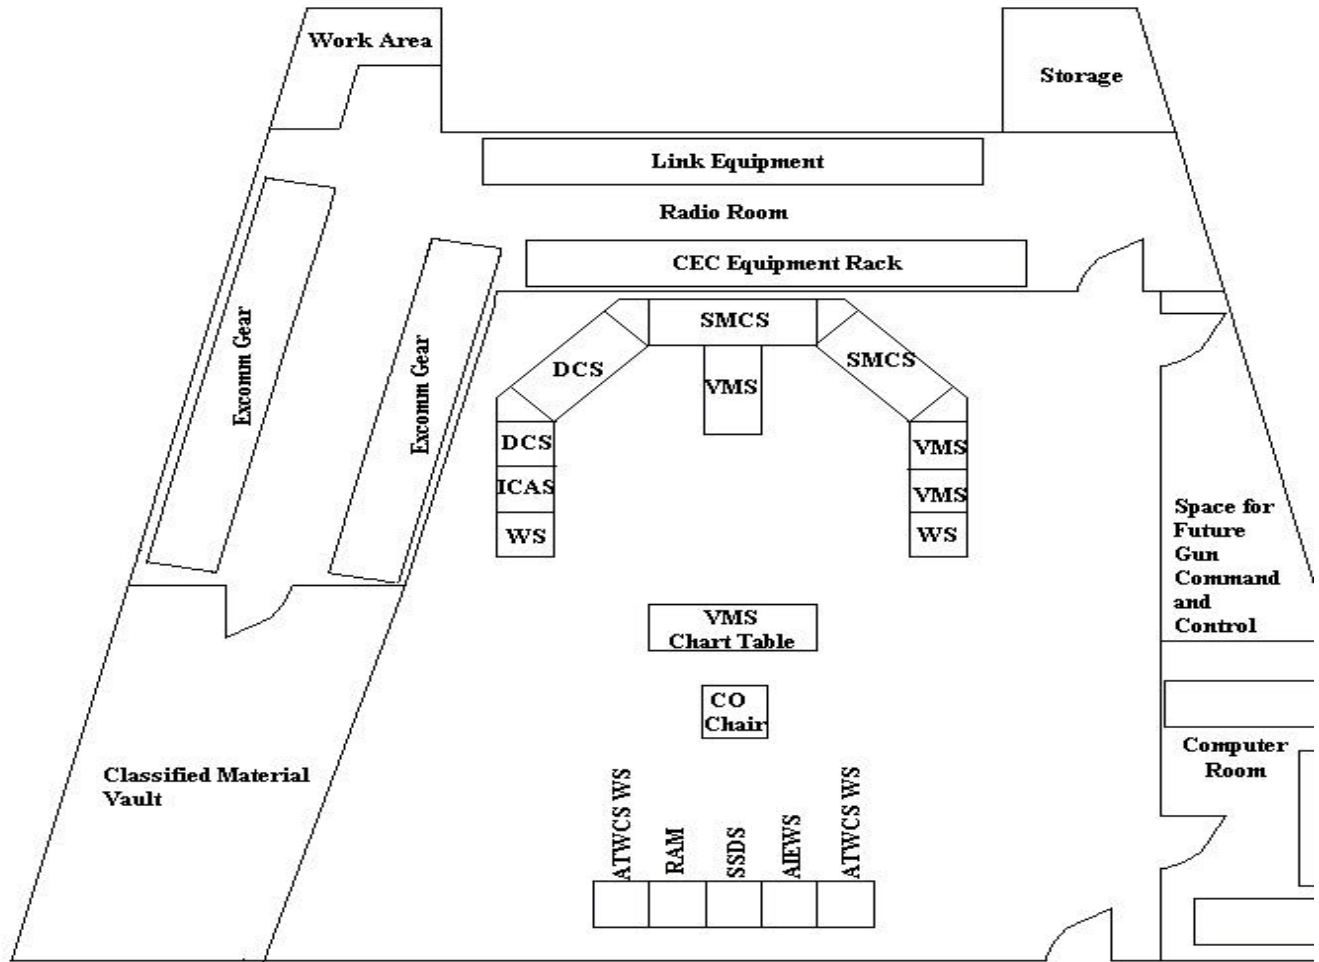 Work Area
Storage
Link Equipment
Radio Room
CEC Equipment Rack
Excomm Gear
Excomm Gear
SMCS
DCS
SMCS
VMS
DCS
ICAS
WS
VMS
VMS
WS
Space for
Future
Gun
Command
and
Control
VMS
Chart Table
CO
Chair
Computer
Room
Classified Material
Vault
ATWCS WS
RAM
SSDS
AIEWS
ATWCS WS